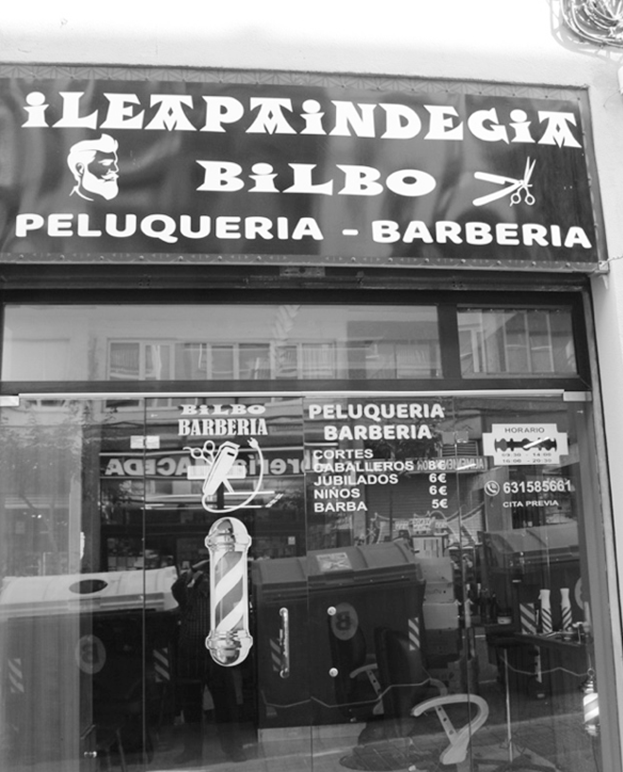 iLEAPAiNDEGiA
BiLBO
PELUQUERIA - BARBERIA
BiLBO
BARBERIA
PELUQUERIA
BARBERIA
CORTES
CABALLEROS 8€
JUBILADOS 6€
NIÑOS 6€
BARBA 5€
HORARIO
631585661
CITA PREVIA